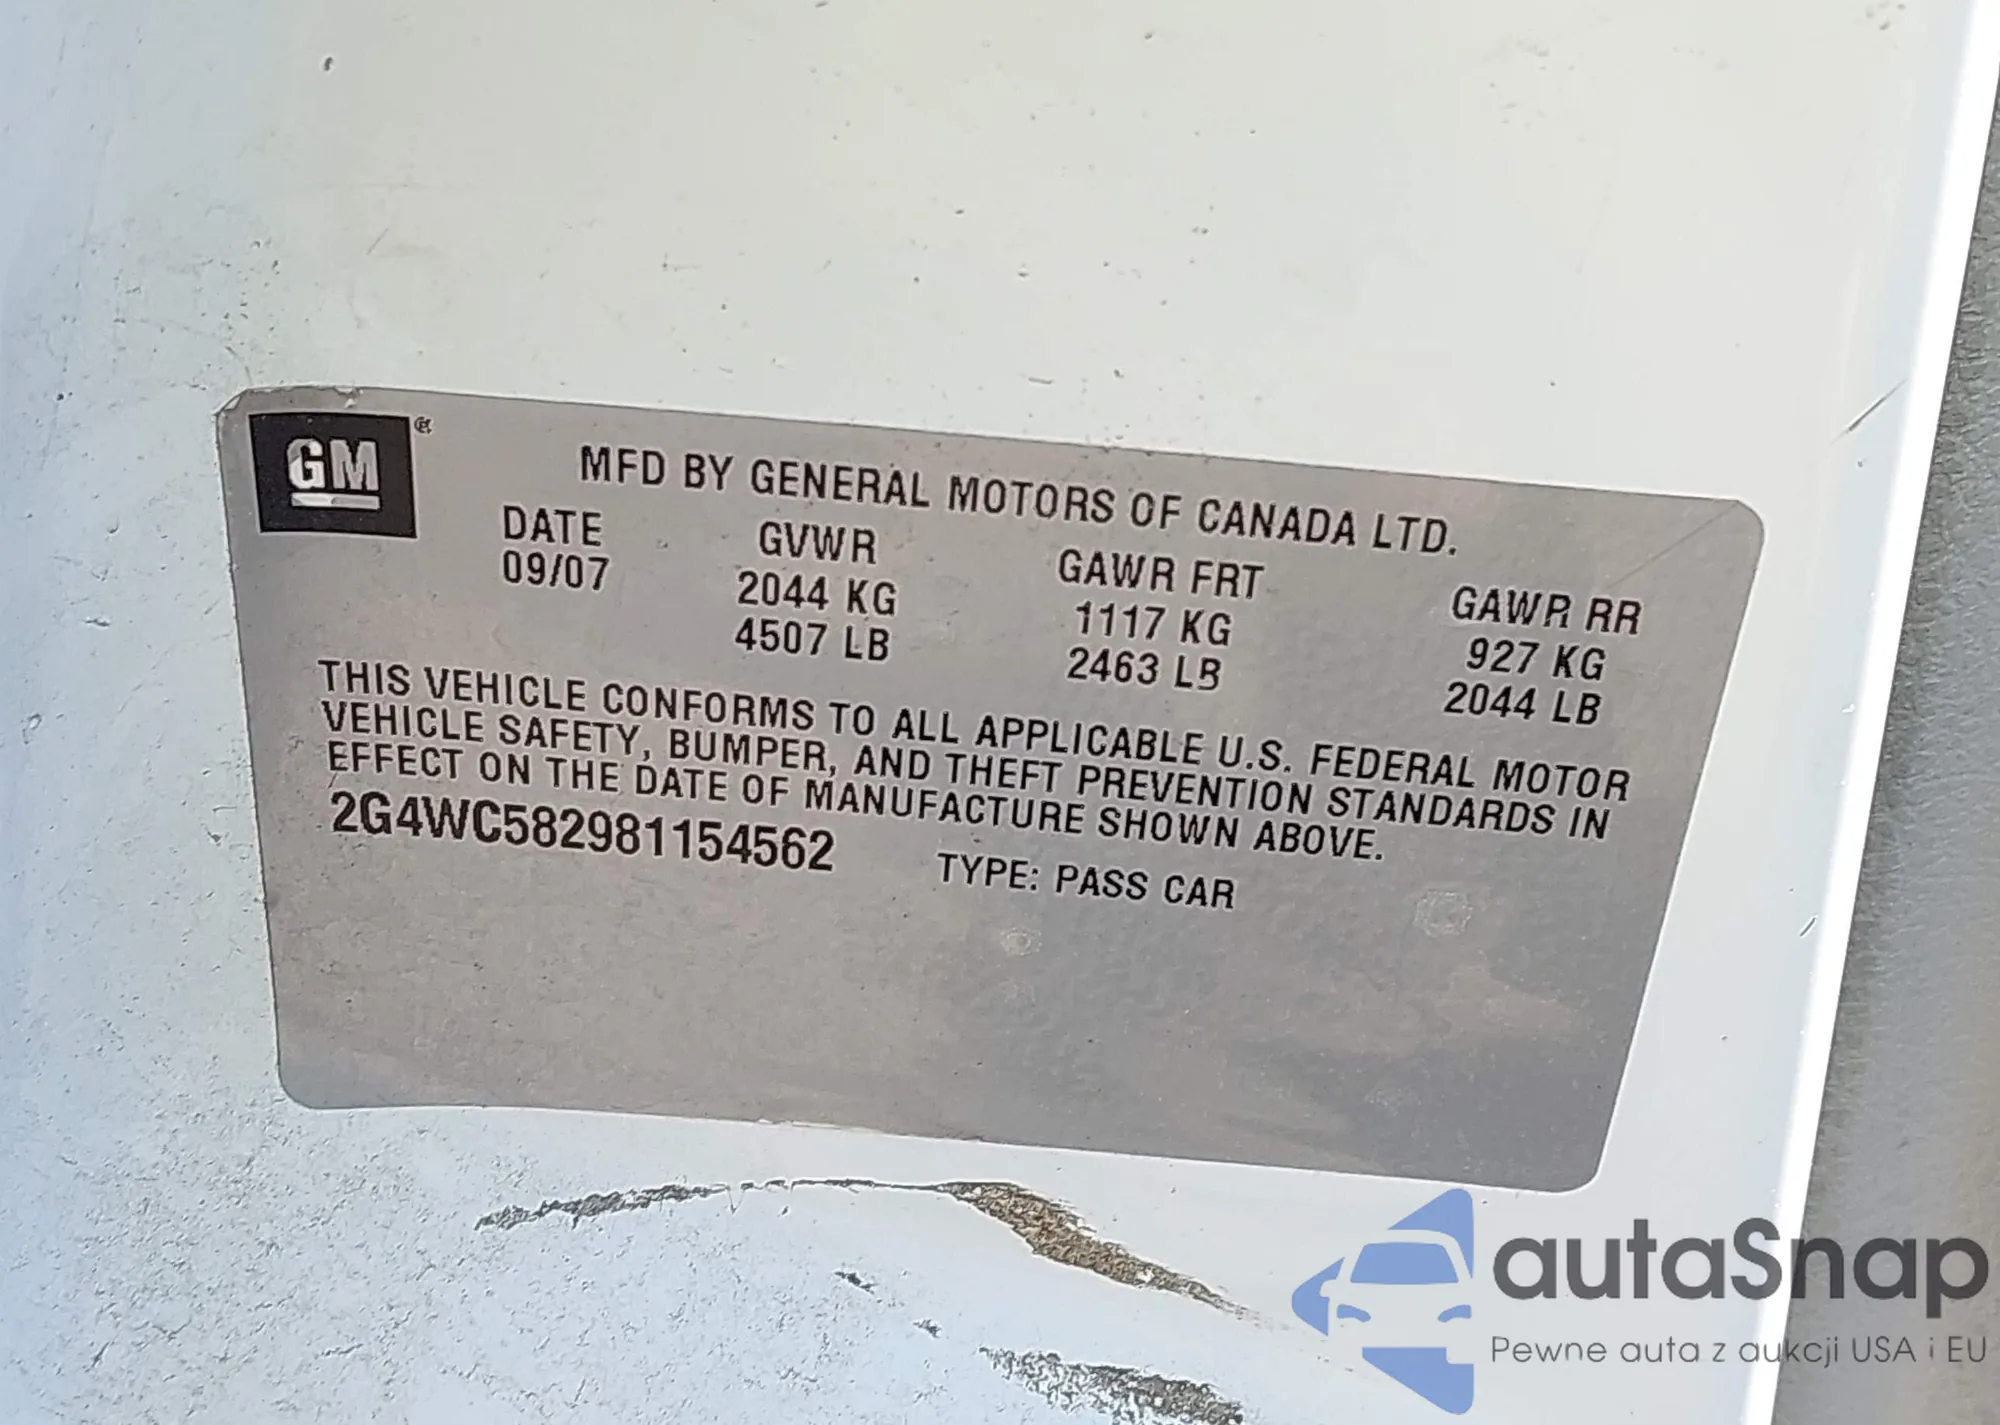 GM
MFD BY GENERAL MOTORS OF CANADA LTD.
DATE GVWR GAWR FRT GAWR RR
09/07 2044 KG 1117 KG 927 KG
4507 LB 2463 LB 2044 LB
THIS VEHICLE CONFORMS TO ALL APPLICABLE U.S. FEDERAL MOTOR
VEHICLE SAFETY, BUMPER, AND THEFT PREVENTION STANDARDS IN
EFFECT ON THE DATE OF MANUFACTURE SHOWN ABOVE.
2G4WC582981154562 TYPE: PASS CAR
autaSnap
Pewne auta z aukcji USA i EU